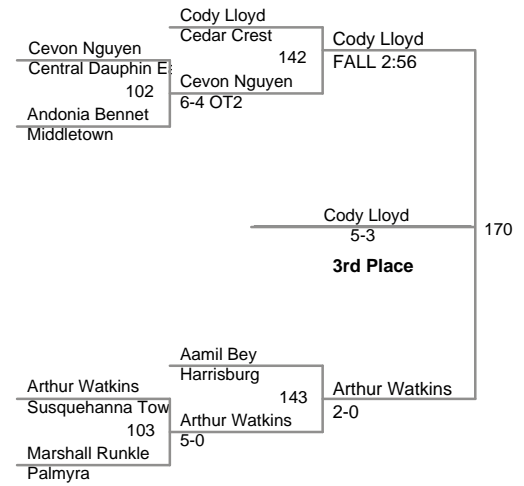 Cody Lloyd
Cedar Crest
142
Cody Lloyd
FALL 2:56
Cevon Nguyen
Central Dauphin E
102
Cevon Nguyen
6-4 OT2
Andonia Bennet
Middletown
Cody Lloyd
5-3
170
3rd Place
Aamil Bey
Harrisburg
143
Arthur Watkins
2-0
Arthur Watkins
Susquehanna Tow
103
Arthur Watkins
5-0
Marshall Runkle
Palmyra